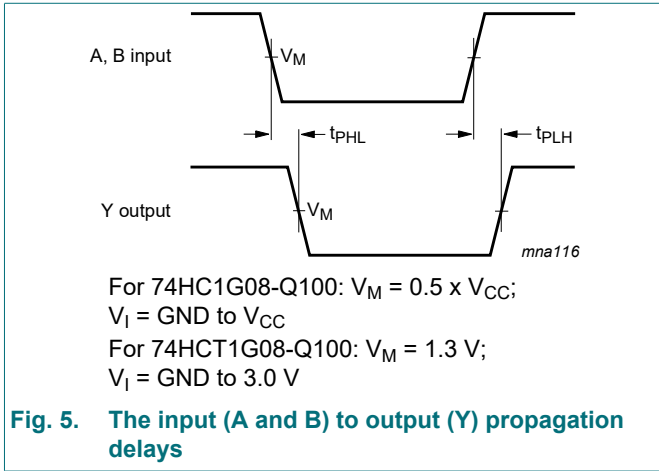 A, B input
VM
tPHL
tPLH
Y output
VM
mna116
For 74HC1G08-Q100: VM = 0.5 x VCC;
VI = GND to VCC
For 74HCT1G08-Q100: VM = 1.3 V;
VI = GND to 3.0 V
Fig. 5. The input (A and B) to output (Y) propagation
delays